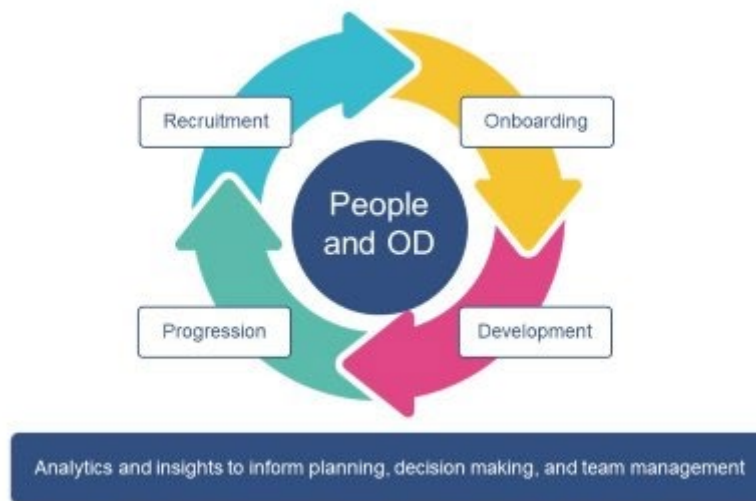 Recruitment
Onboarding
People
and OD
Progression
Development
Analytics and insights to inform planning, decision making, and team management